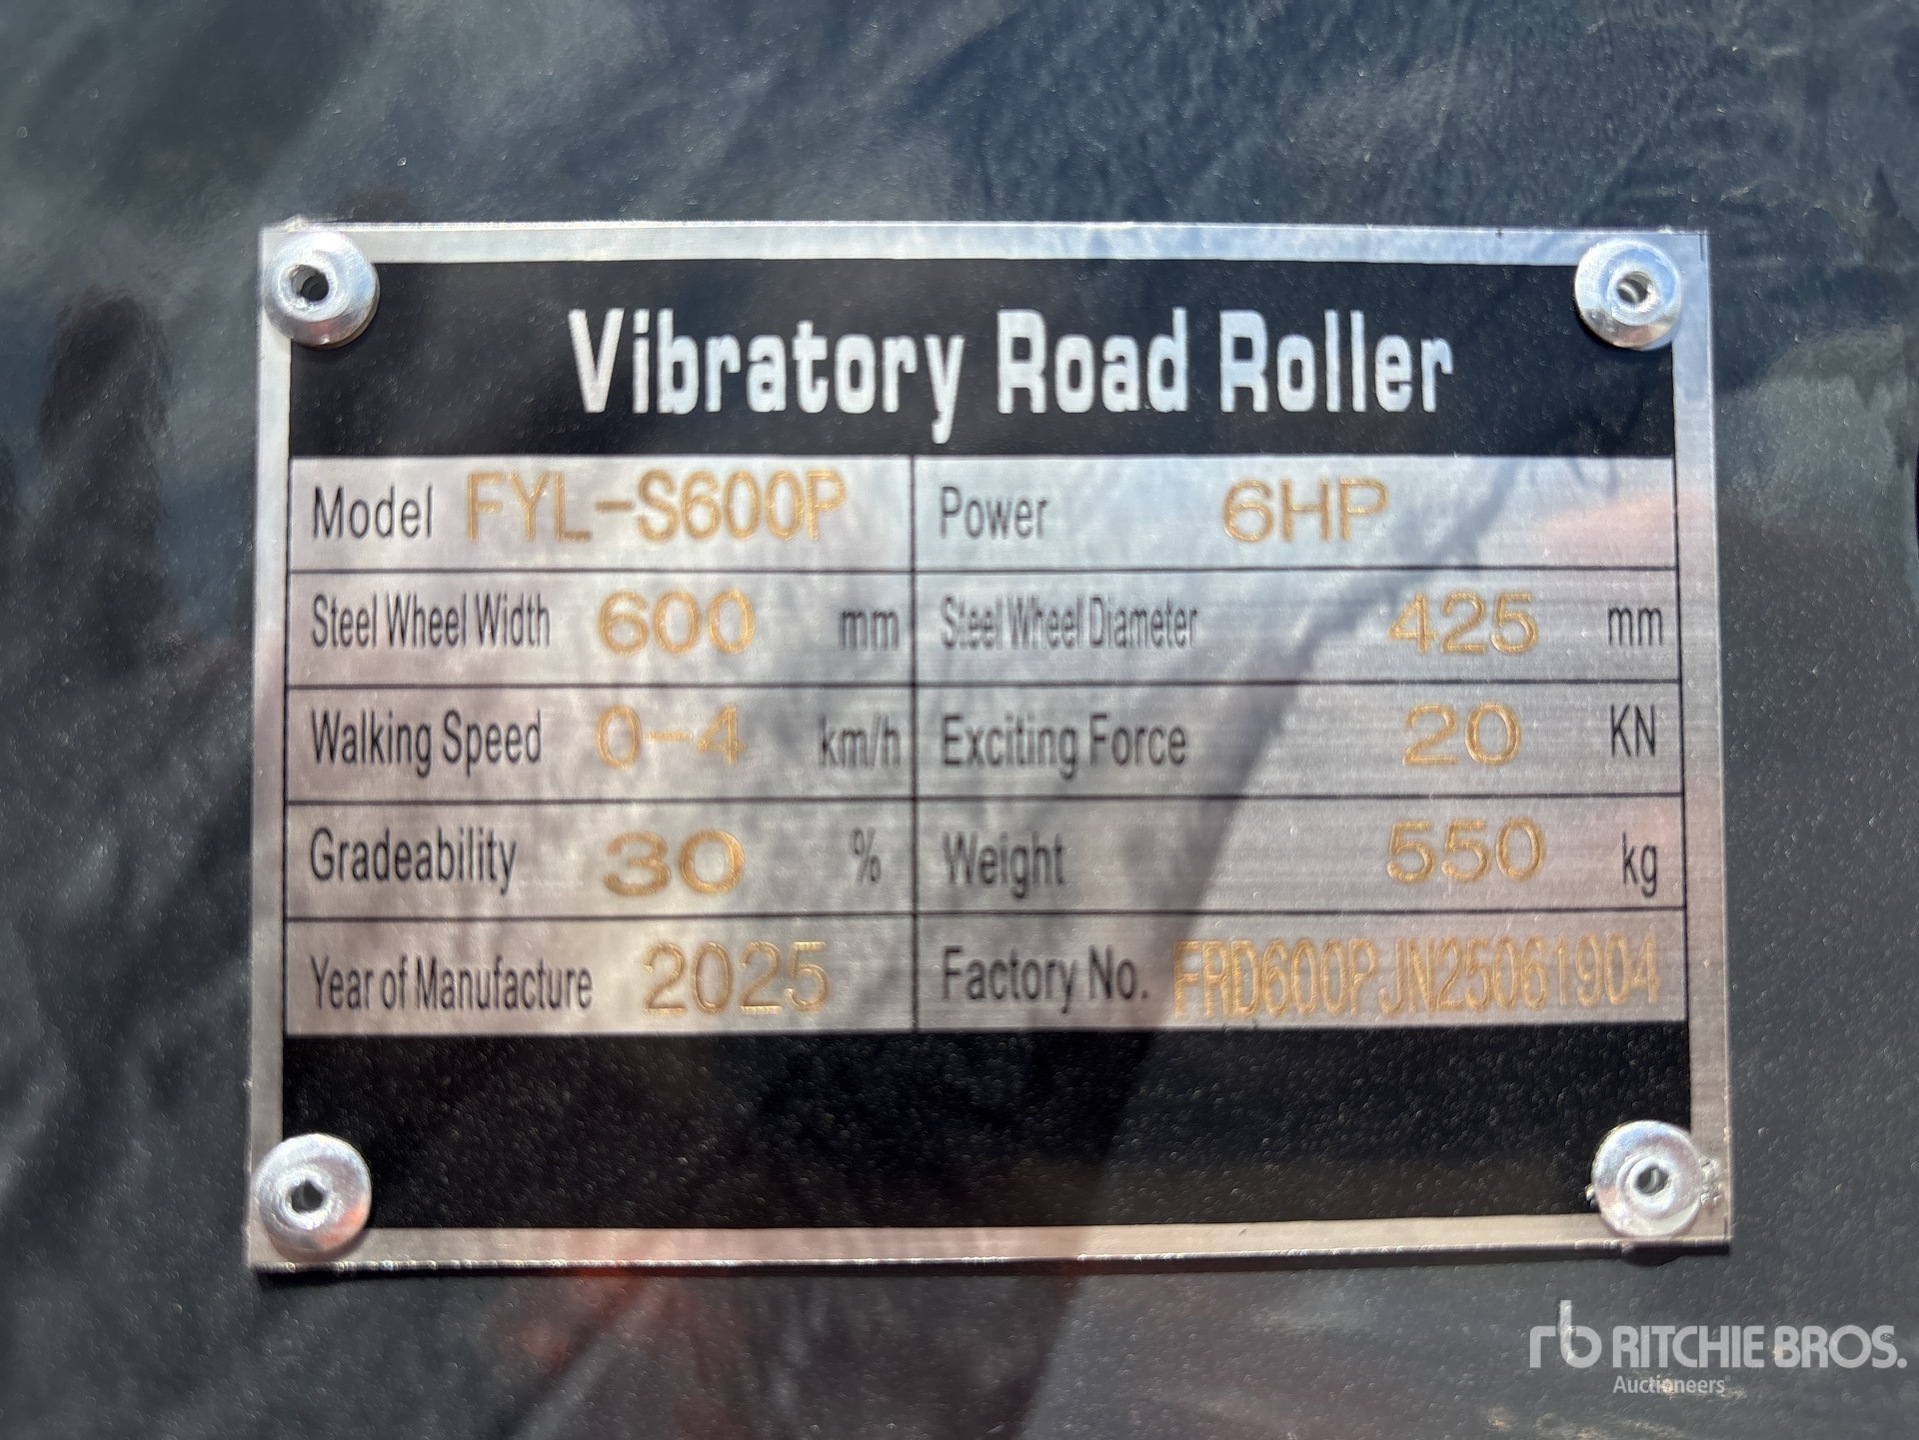 Vibratory Road Roller
Model FYL-S600P Power 6HP
Steel Wheel Width 600 mm Steel Wheel Diameter 425 mm
Walking Speed 0-4 km/h Exciting Force 20 KN
Gradeability 30 % Weight 550 kg
Year of Manufacture 2025 Factory No. FRD600PJN25061904
rb RITCHIE BROS.
Auctioneers